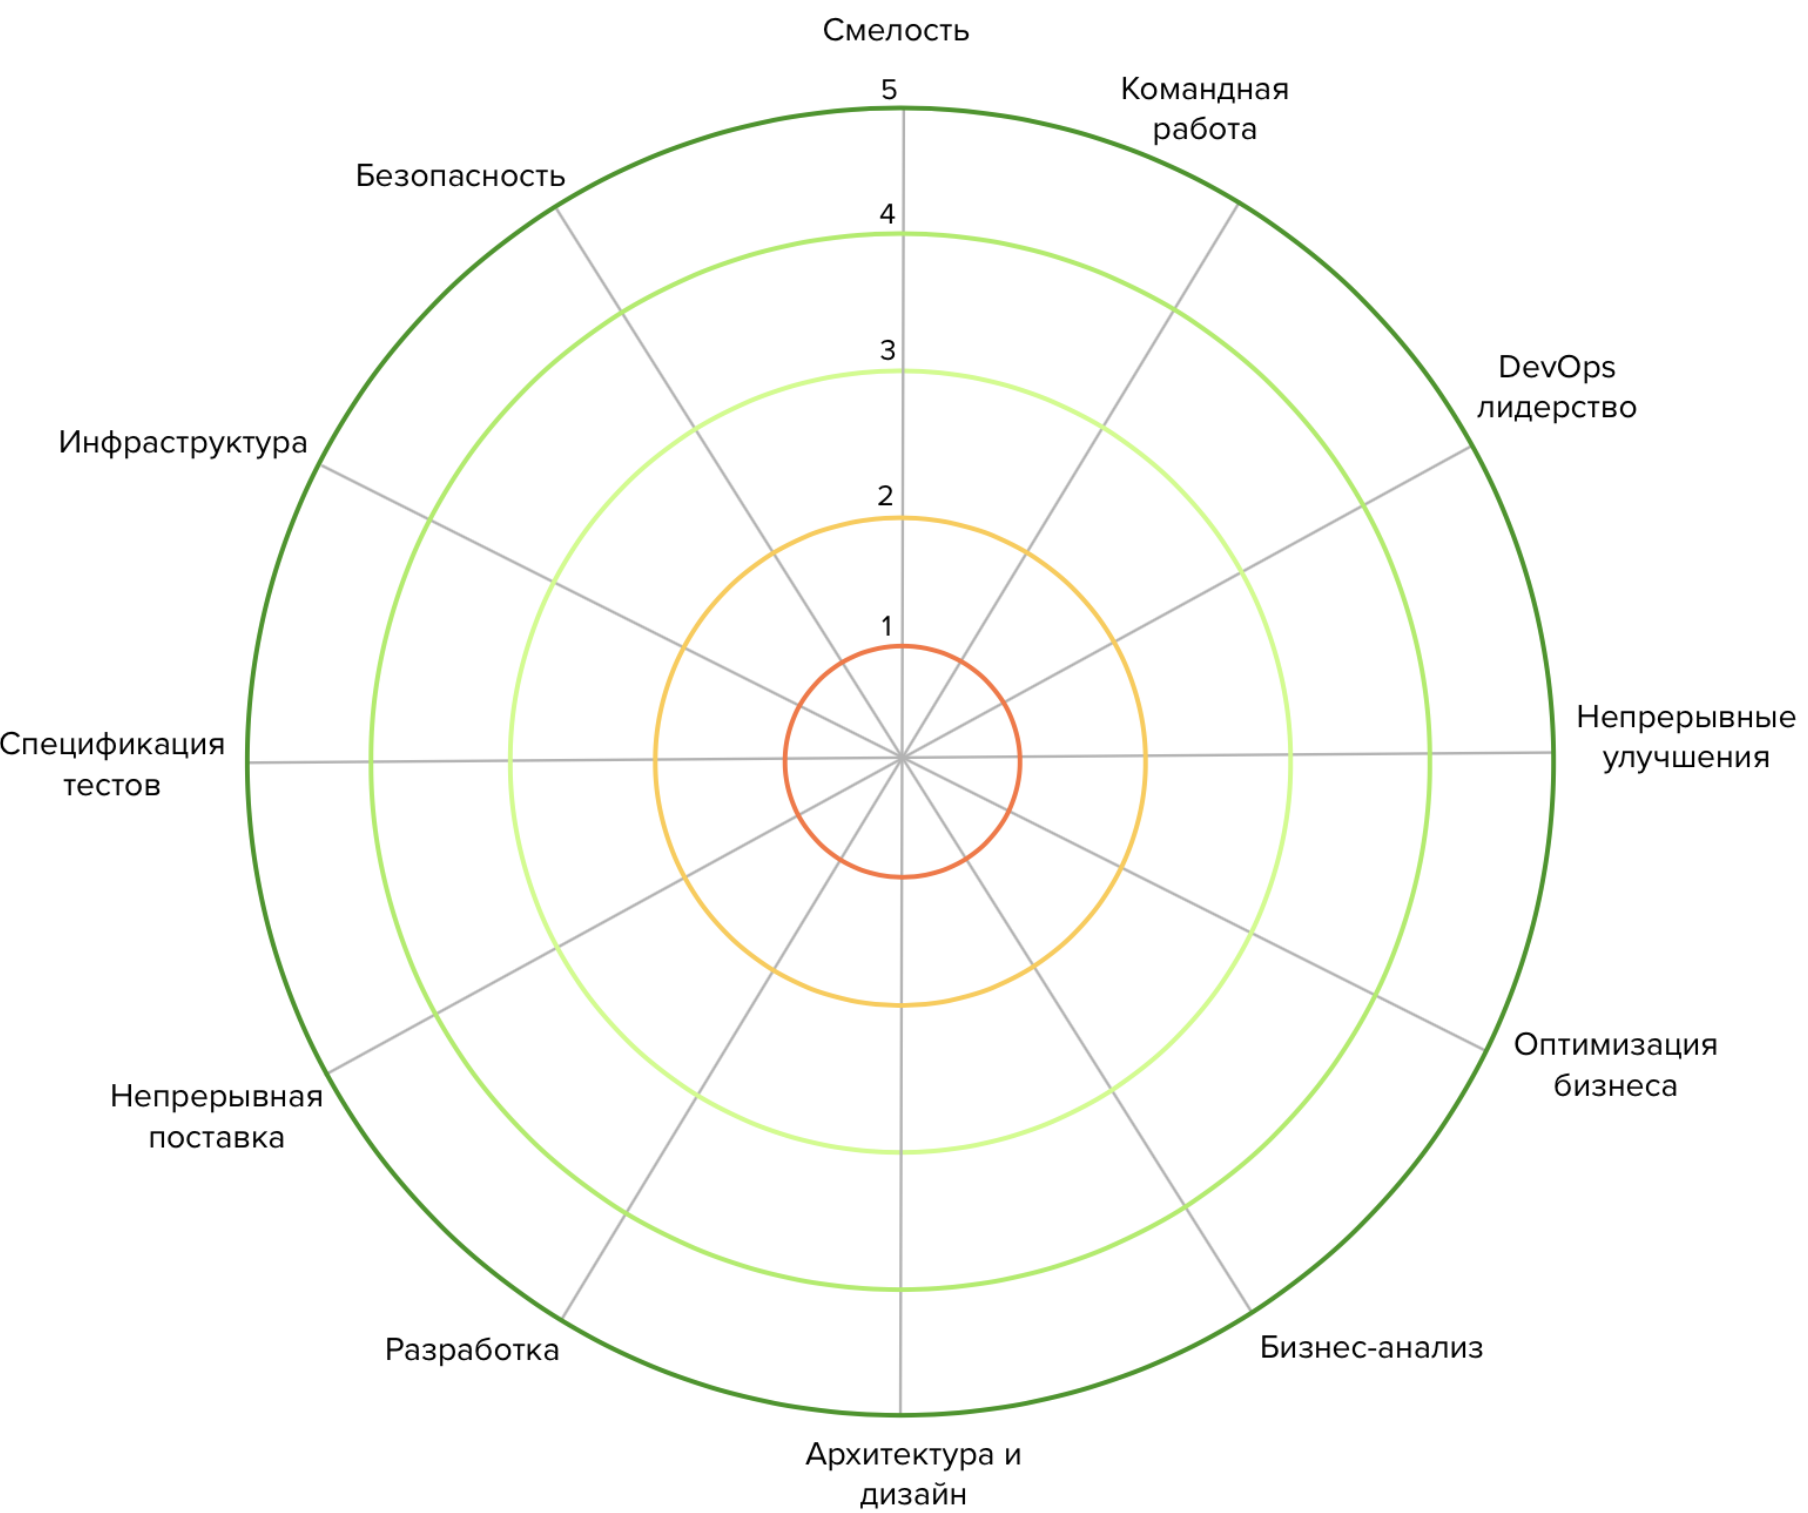 Смелость
5
Командная
работа
Безопасность
4
3
DevOps
лидерство
Инфраструктура
2
1
Непрерывные
улучшения
Спецификация
тестов
Оптимизация
бизнеса
Непрерывная
поставка
Разработка
Бизнес-анализ
Архитектура и
дизайн